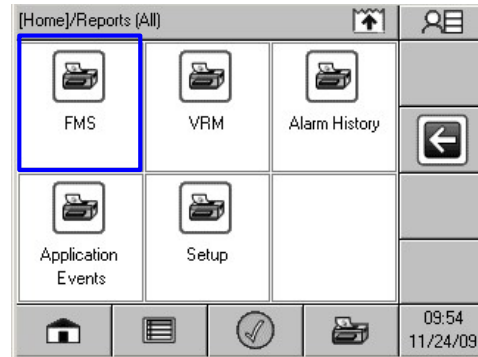 [Home]/Reports (All)
FMS
VRM
Alarm History
Application
Events
Setup
09:54
11/24/09